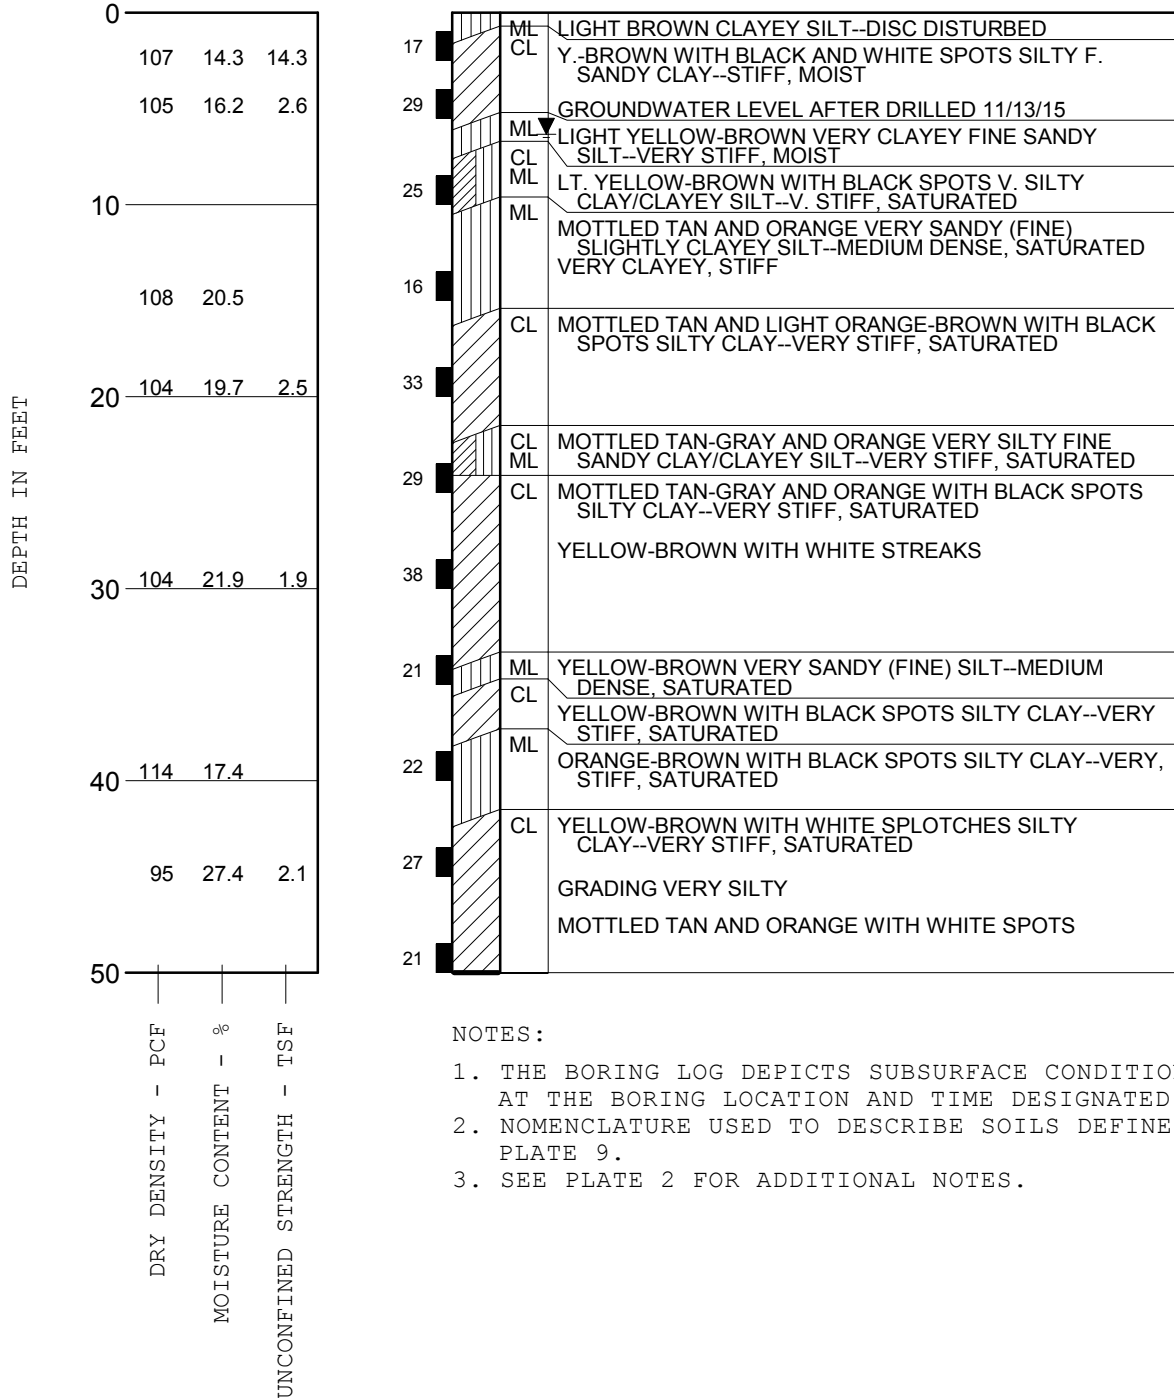 0
107 14.3 14.3
105 16.2 2.6
10
108 20.5
20 104 19.7 2.5
30 104 21.9 1.9
40 114 17.4
95 27.4 2.1
50
DEPTH IN FEET
DRY DENSITY - PCF
MOISTURE CONTENT - %
UNCONFINED STRENGTH - TSF
17
29
25
16
33
29
38
21
22
27
21
ML LIGHT BROWN CLAYEY SILT--DISC DISTURBED
CL Y.-BROWN WITH BLACK AND WHITE SPOTS SILTY F.
SANDY CLAY--STIFF, MOIST
GROUNDWATER LEVEL AFTER DRILLED 11/13/15
ML LIGHT YELLOW-BROWN VERY CLAYEY FINE SANDY
SILT--VERY STIFF, MOIST
CL
ML LT. YELLOW-BROWN WITH BLACK SPOTS V. SILTY
CLAY/CLAYEY SILT--V. STIFF, SATURATED
ML MOTTLED TAN AND ORANGE VERY SANDY (FINE)
SLIGHTLY CLAYEY SILT--MEDIUM DENSE, SATURATED
VERY CLAYEY, STIFF
CL MOTTLED TAN AND LIGHT ORANGE-BROWN WITH BLACK
SPOTS SILTY CLAY--VERY STIFF, SATURATED
CL MOTTLED TAN-GRAY AND ORANGE VERY SILTY FINE
ML SANDY CLAY/CLAYEY SILT--VERY STIFF, SATURATED
CL MOTTLED TAN-GRAY AND ORANGE WITH BLACK SPOTS
SILTY CLAY--VERY STIFF, SATURATED
YELLOW-BROWN WITH WHITE STREAKS
ML YELLOW-BROWN VERY SANDY (FINE) SILT--MEDIUM
DENSE, SATURATED
CL YELLOW-BROWN WITH BLACK SPOTS SILTY CLAY--VERY
STIFF, SATURATED
ML ORANGE-BROWN WITH BLACK SPOTS SILTY CLAY--VERY,
STIFF, SATURATED
CL YELLOW-BROWN WITH WHITE SPLOTCHES SILTY
CLAY--VERY STIFF, SATURATED
GRADING VERY SILTY
MOTTLED TAN AND ORANGE WITH WHITE SPOTS
NOTES:
1. THE BORING LOG DEPICTS SUBSURFACE CONDITIO
AT THE BORING LOCATION AND TIME DESIGNATED
2. NOMENCLATURE USED TO DESCRIBE SOILS DEFINE
PLATE 9.
3. SEE PLATE 2 FOR ADDITIONAL NOTES.